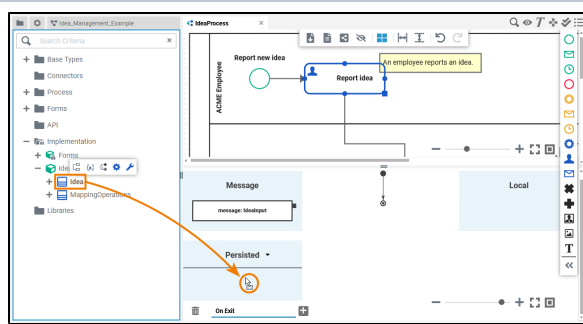 Idea_Management_Example
IdeaProcess
Search Criteria
Base Types
Connectors
Process
Forms
API
Implementation
Forms
Idea
MappingOperations
Libraries
Report new idea
ACME Employee
Report idea
An employee reports an idea.
T
Message
message: IdeaInput
Local
Persisted
On Exit
T